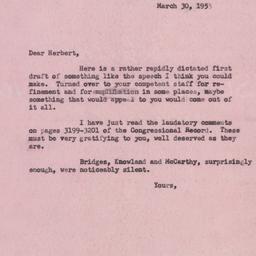 March 30, 1955
Dear Herbert,
Here is a rather rapidly dictated first
draft of something like the speech I think you could
make. Turned over to your competent staff for re-
finement and for amplification in some places, maybe
something that would appeal to you would come out of
it all.
I have just read the laudatory comments
on pages 3199-3201 of the Congressional Record. These
must be very gratifying to you, well deserved as they
are.
Bridges, Knowland and McCarthy, surprisingly
enough, were noticeably silent.
Yours,